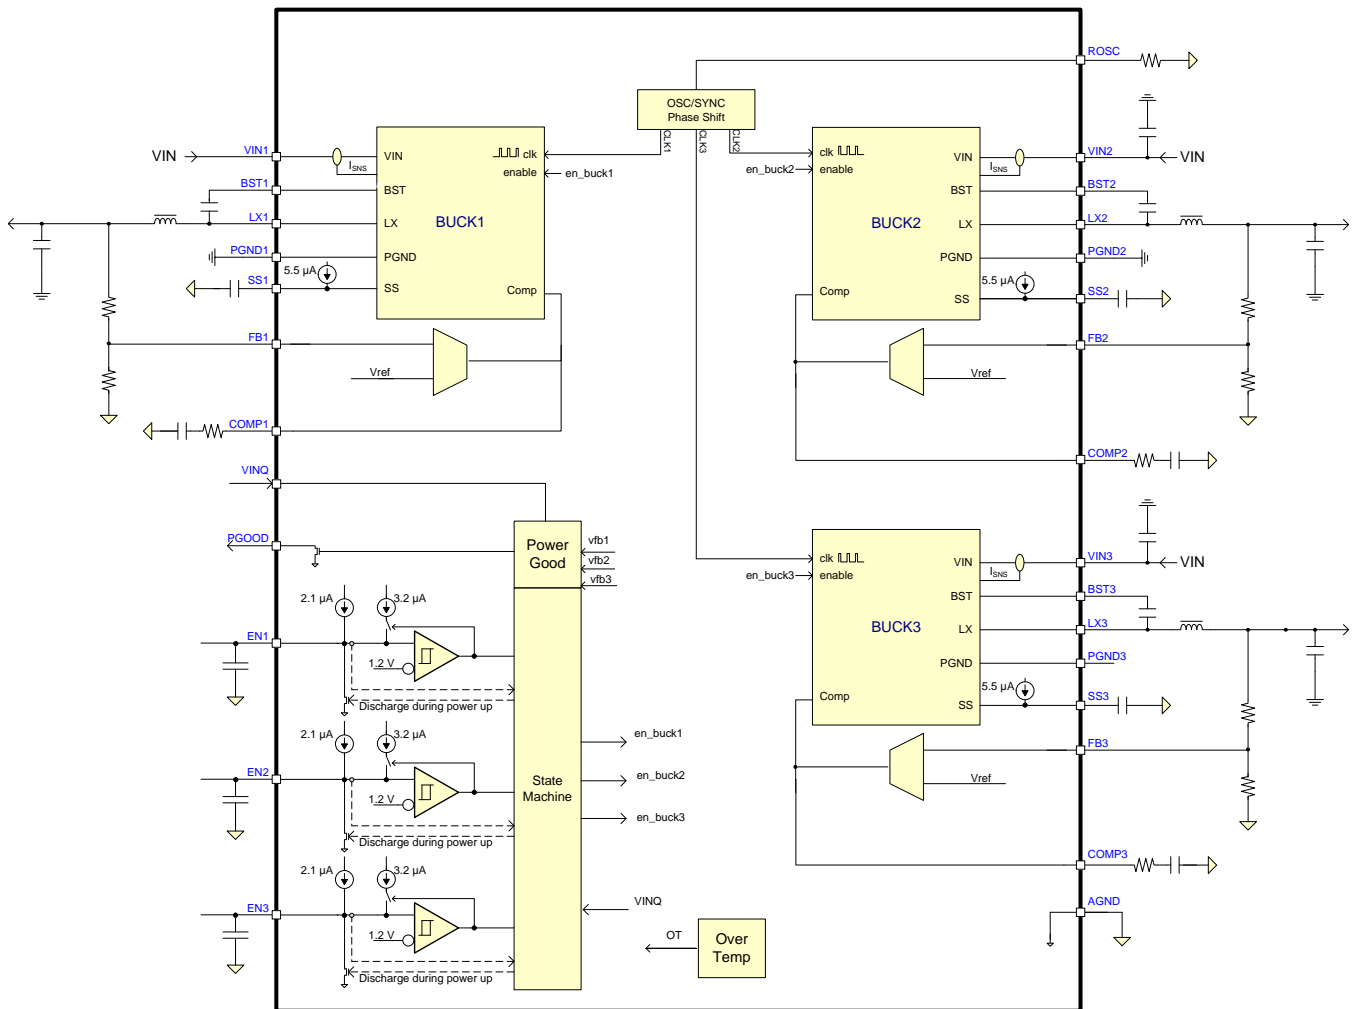 ROSC
OSC/SYNC
Phase Shift
CLK1
CLK3
CLK2
VIN
VIN1
ISNS
VIN
clk
enable
en_buck1
BST1
BST
LX1
LX
BUCK1
PGND1
PGND
5.5 µA
SS1
SS
Comp
FB1
Vref
COMP1
en_buck2
clk
enable
VIN
ISNS
VIN2
VIN
BST
BST2
BUCK2
LX
LX2
PGND
PGND2
5.5 µA
Comp
SS
SS2
FB2
Vref
COMP2
VINQ
PGOOD
Power
Good
vfb1
vfb2
vfb3
en_buck3
clk
enable
VIN
ISNS
VIN3
VIN
BST
BST3
BUCK3
LX
LX3
PGND
PGND3
5.5 µA
Comp
SS
SS3
FB3
Vref
COMP3
AGND
2.1 µA
3.2 µA
EN1
1.2 V
Discharge during power up
2.1 µA
3.2 µA
EN2
1.2 V
Discharge during power up
2.1 µA
3.2 µA
EN3
1.2 V
Discharge during power up
State
Machine
en_buck1
en_buck2
en_buck3
VINQ
OT
Over
Temp